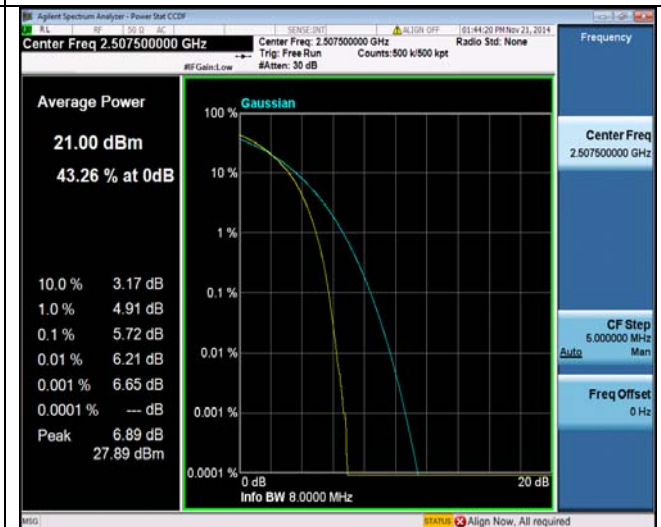 Agilent Spectrum Analyzer - Power Stat CCDF
RL RF 50 Ω AC SENSE:INT ALIGN OFF 01:44:20 PM Nov 21, 2014
Center Freq 2.507500000 GHz
Center Freq: 2.507500000 GHz Radio Std: None
Trig: Free Run Counts:500 k/500 kpt
#IFGain:Low #Atten: 30 dB
Frequency
Average Power
21.00 dBm
43.26 % at 0dB
10.0 % 3.17 dB
1.0 % 4.91 dB
0.1 % 5.72 dB
0.01 % 6.21 dB
0.001 % 6.65 dB
0.0001 % --- dB
Peak 6.89 dB
27.89 dBm
Gaussian
100 %
10 %
1 %
0.1 %
0.01 %
0.001 %
0.0001 %
0 dB 20 dB
Info BW 8.0000 MHz
Center Freq
2.507500000 GHz
CF Step
5.000000 MHz
Auto Man
Freq Offset
0 Hz
MSG STATUS Align Now, All required